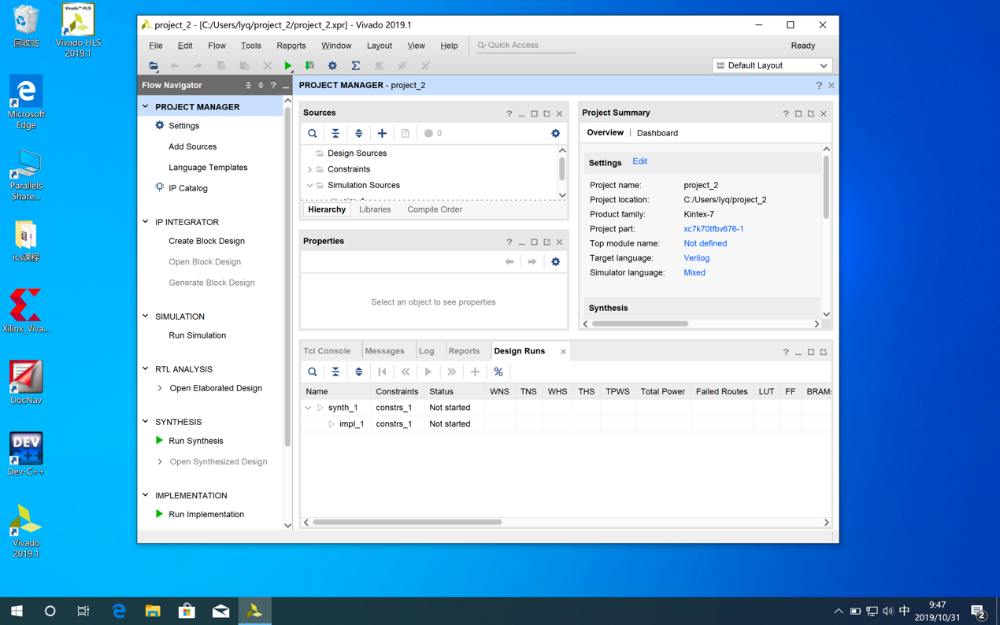 回收站
Vivado™ HLS
Vivado HLS
2019.1
Microsoft
Edge
Parallels
Share...
ics课程
Xilinx_Viva...
DocNav
DEV
C++
Dev-C++
Vivado
2019.1
project_2 - [C:/Users/lyq/project_2/project_2.xpr] - Vivado 2019.1
File Edit Flow Tools Reports Window Layout View Help Quick Access Ready
Default Layout
Flow Navigator
PROJECT MANAGER
Settings
Add Sources
Language Templates
IP Catalog
IP INTEGRATOR
Create Block Design
Open Block Design
Generate Block Design
SIMULATION
Run Simulation
RTL ANALYSIS
Open Elaborated Design
SYNTHESIS
Run Synthesis
Open Synthesized Design
IMPLEMENTATION
Run Implementation
PROJECT MANAGER - project_2
Sources
0
Design Sources
Constraints
Simulation Sources
Hierarchy Libraries Compile Order
Properties
Select an object to see properties
Project Summary
Overview | Dashboard
Settings Edit
Project name: project_2
Project location: C:/Users/lyq/project_2
Product family: Kintex-7
Project part: xc7k70tfbv676-1
Top module name: Not defined
Target language: Verilog
Simulator language: Mixed
Synthesis
Tcl Console Messages Log Reports Design Runs
Name Constraints Status WNS TNS WHS THS TPWS Total Power Failed Routes LUT FF BRAMs
synth_1 constrs_1 Not started
impl_1 constrs_1 Not started
中
9:47
2019/10/31
2